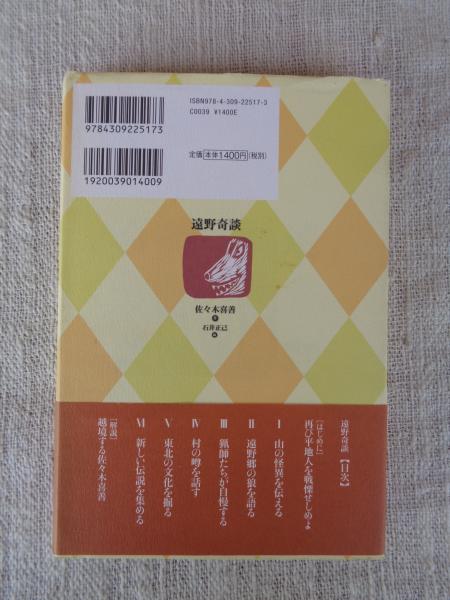 ISBN978-4-309-22517-3
C0039 ¥1400E
9784309225173
定価 本体1400円(税別)
1920039014009
遠野奇談
佐々木喜善
著
石井正己
編
遠野奇談 【目次】
[はじめに]
再び平地人を戦慄せしめよ
Ⅰ 山の怪異を伝える
Ⅱ 遠野郷の狼を語る
Ⅲ 猟師たちが自慢する
Ⅳ 村の噂を話す
Ⅴ 東北の文化を掘る
Ⅵ 新しい伝説を集める
[解説]
越境する佐々木喜善